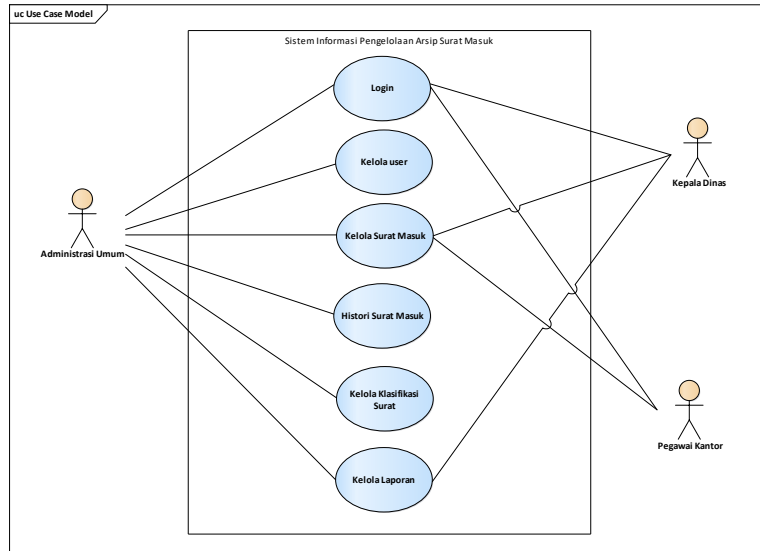 uc Use Case Model
Sistem Informasi Pengelolaan Arsip Surat Masuk
Login
Kelola user
Kelola Surat Masuk
Histori Surat Masuk
Kelola Klasifikasi
Surat
Kelola Laporan
Administrasi Umum
Kepala Dinas
Pegawai Kantor